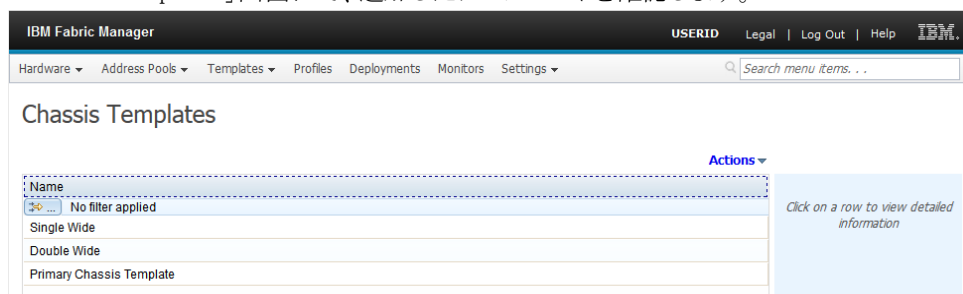 IBM Fabric Manager USERID Legal | Log Out | Help IBM.
Hardware Address Pools Templates Profiles Deployments Monitors Settings Search menu items. . .
Chassis Templates
Actions
Name
... No filter applied
Click on a row to view detailed information
Single Wide
Double Wide
Primary Chassis Template